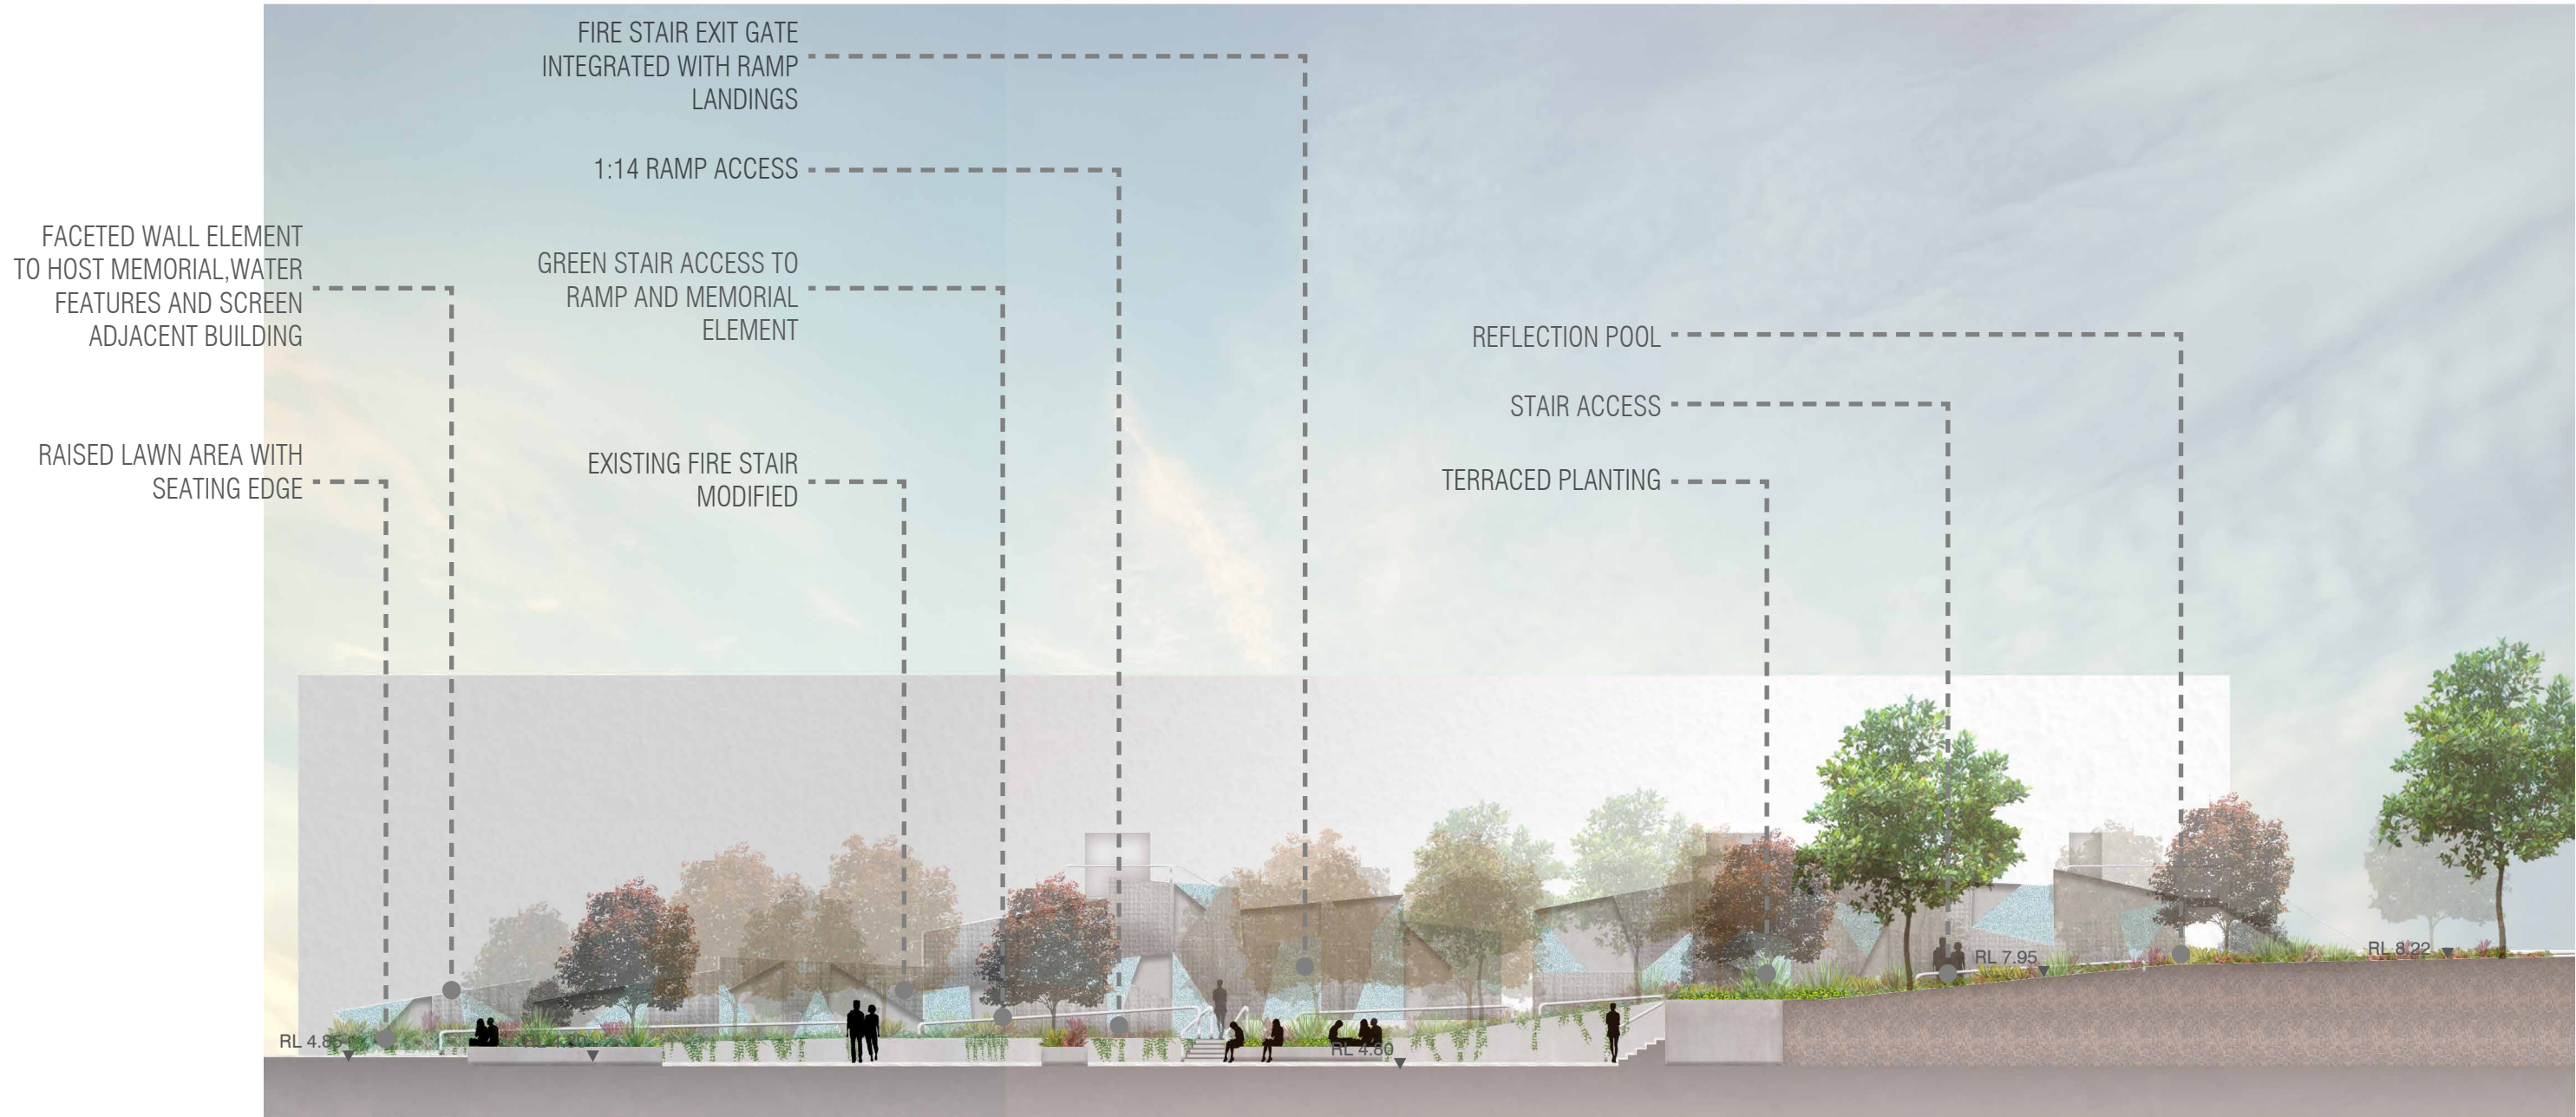 FIRE STAIR EXIT GATE
INTEGRATED WITH RAMP
LANDINGS
1:14 RAMP ACCESS
FACETED WALL ELEMENT
TO HOST MEMORIAL,WATER
FEATURES AND SCREEN
ADJACENT BUILDING
GREEN STAIR ACCESS TO
RAMP AND MEMORIAL
ELEMENT
REFLECTION POOL
STAIR ACCESS
RAISED LAWN AREA WITH
SEATING EDGE
EXISTING FIRE STAIR
MODIFIED
TERRACED PLANTING
RL 8.22
RL 7.95
RL
RL 4.80